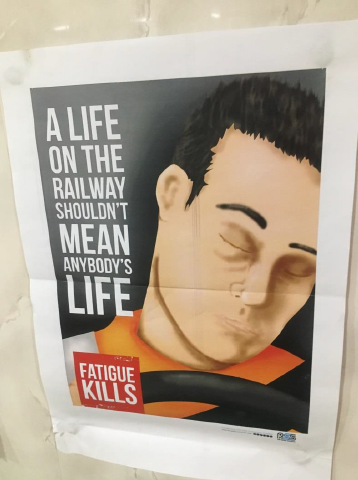 A LIFE
ON THE
RAILWAY
SHOULDN'T
MEAN
ANYBODY'S
LIFE
FATIGUE
KILLS